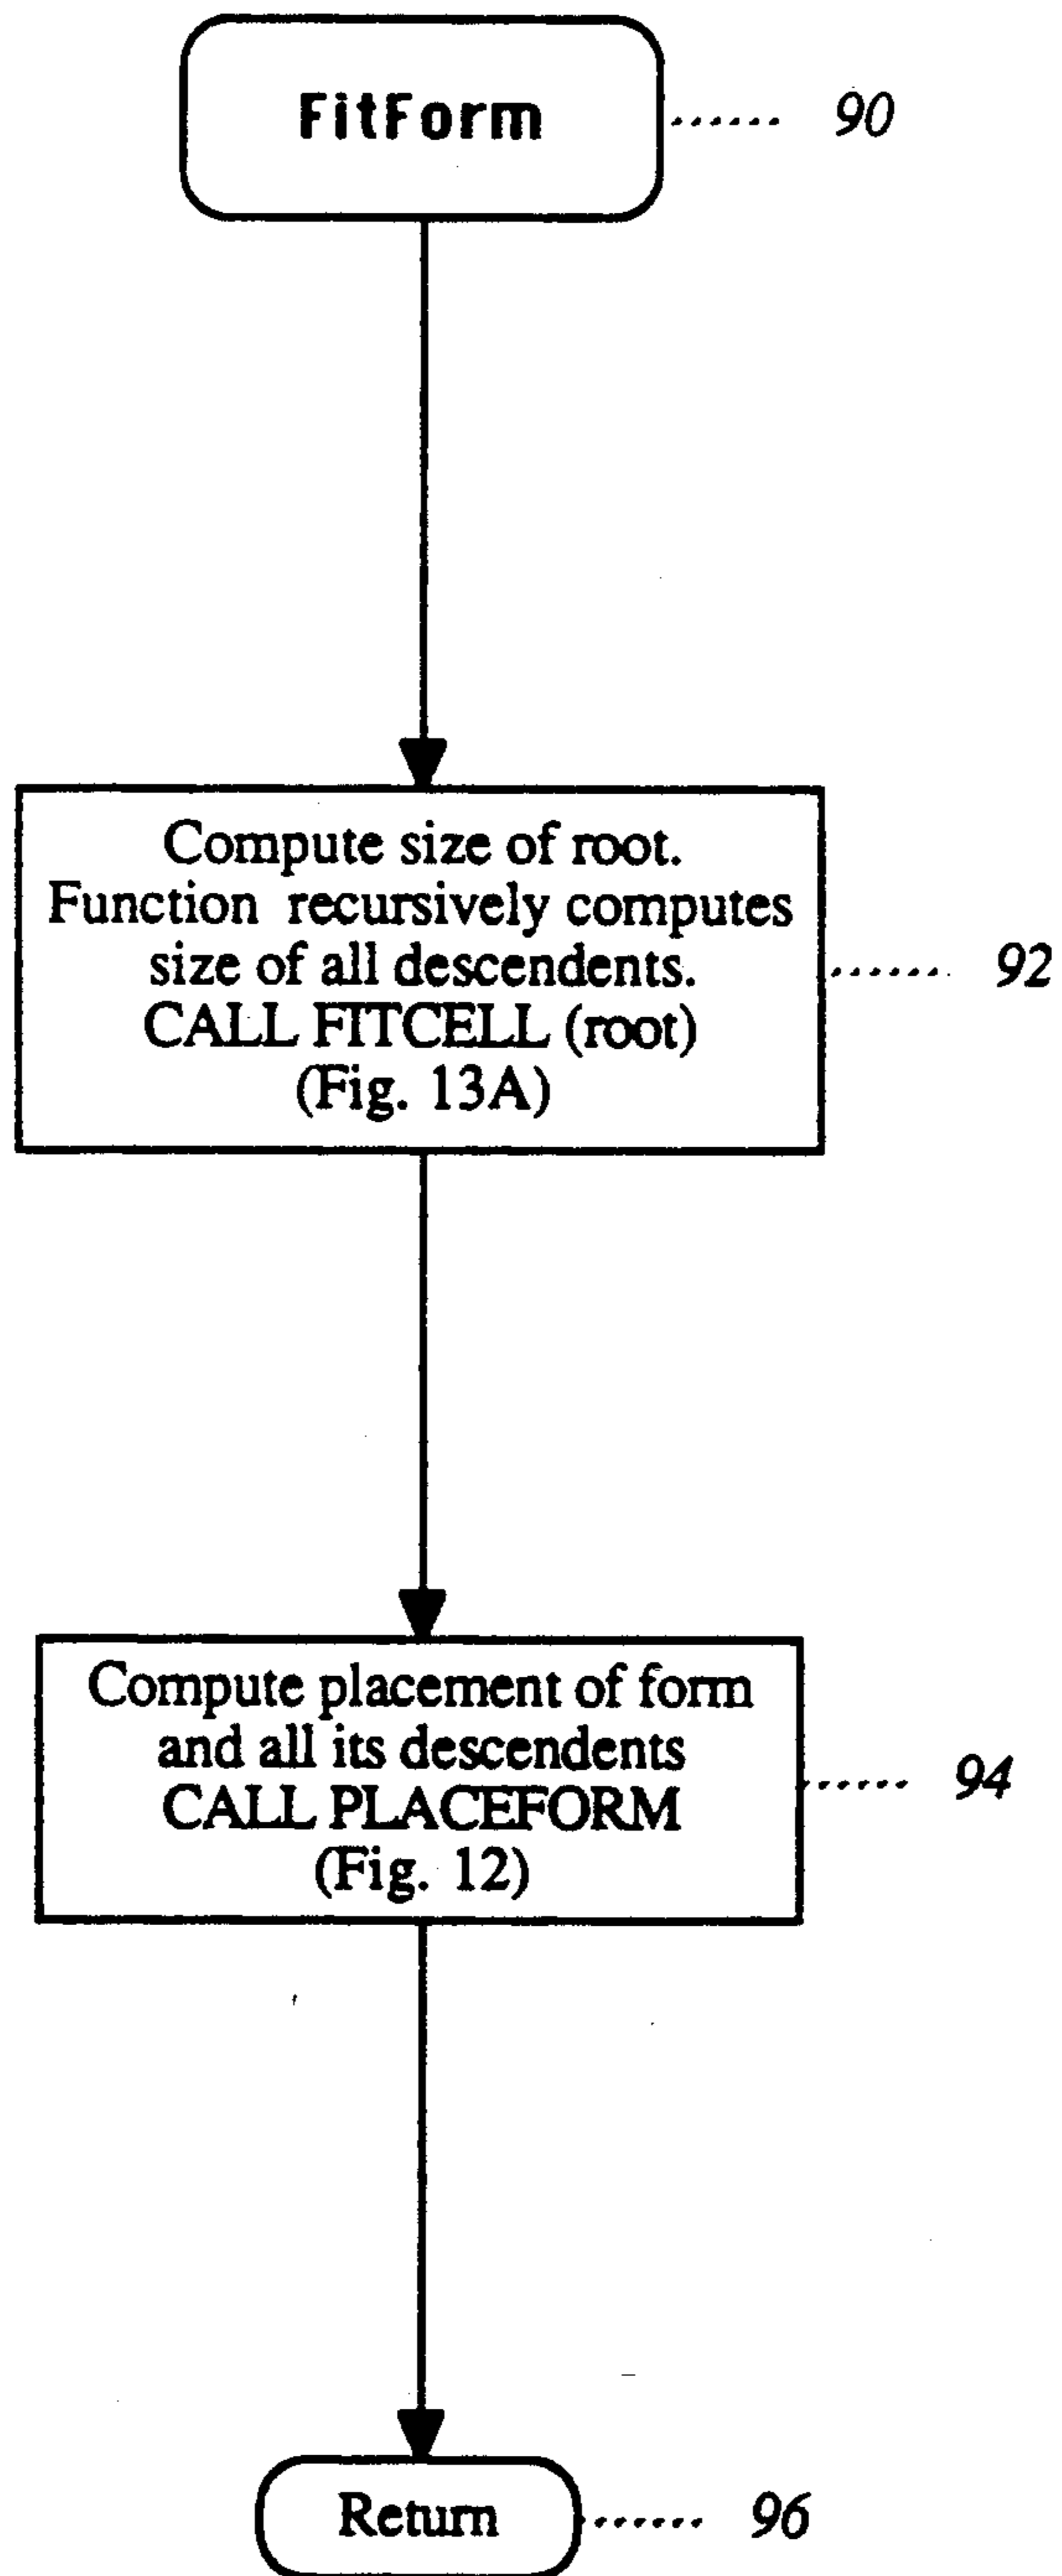 FitForm
90
Compute size of root.
Function recursively computes
size of all descendents.
CALL FITCELL (root)
(Fig. 13A)
92
Compute placement of form
and all its descendents
CALL PLACEFORM
(Fig. 12)
94
Return
96